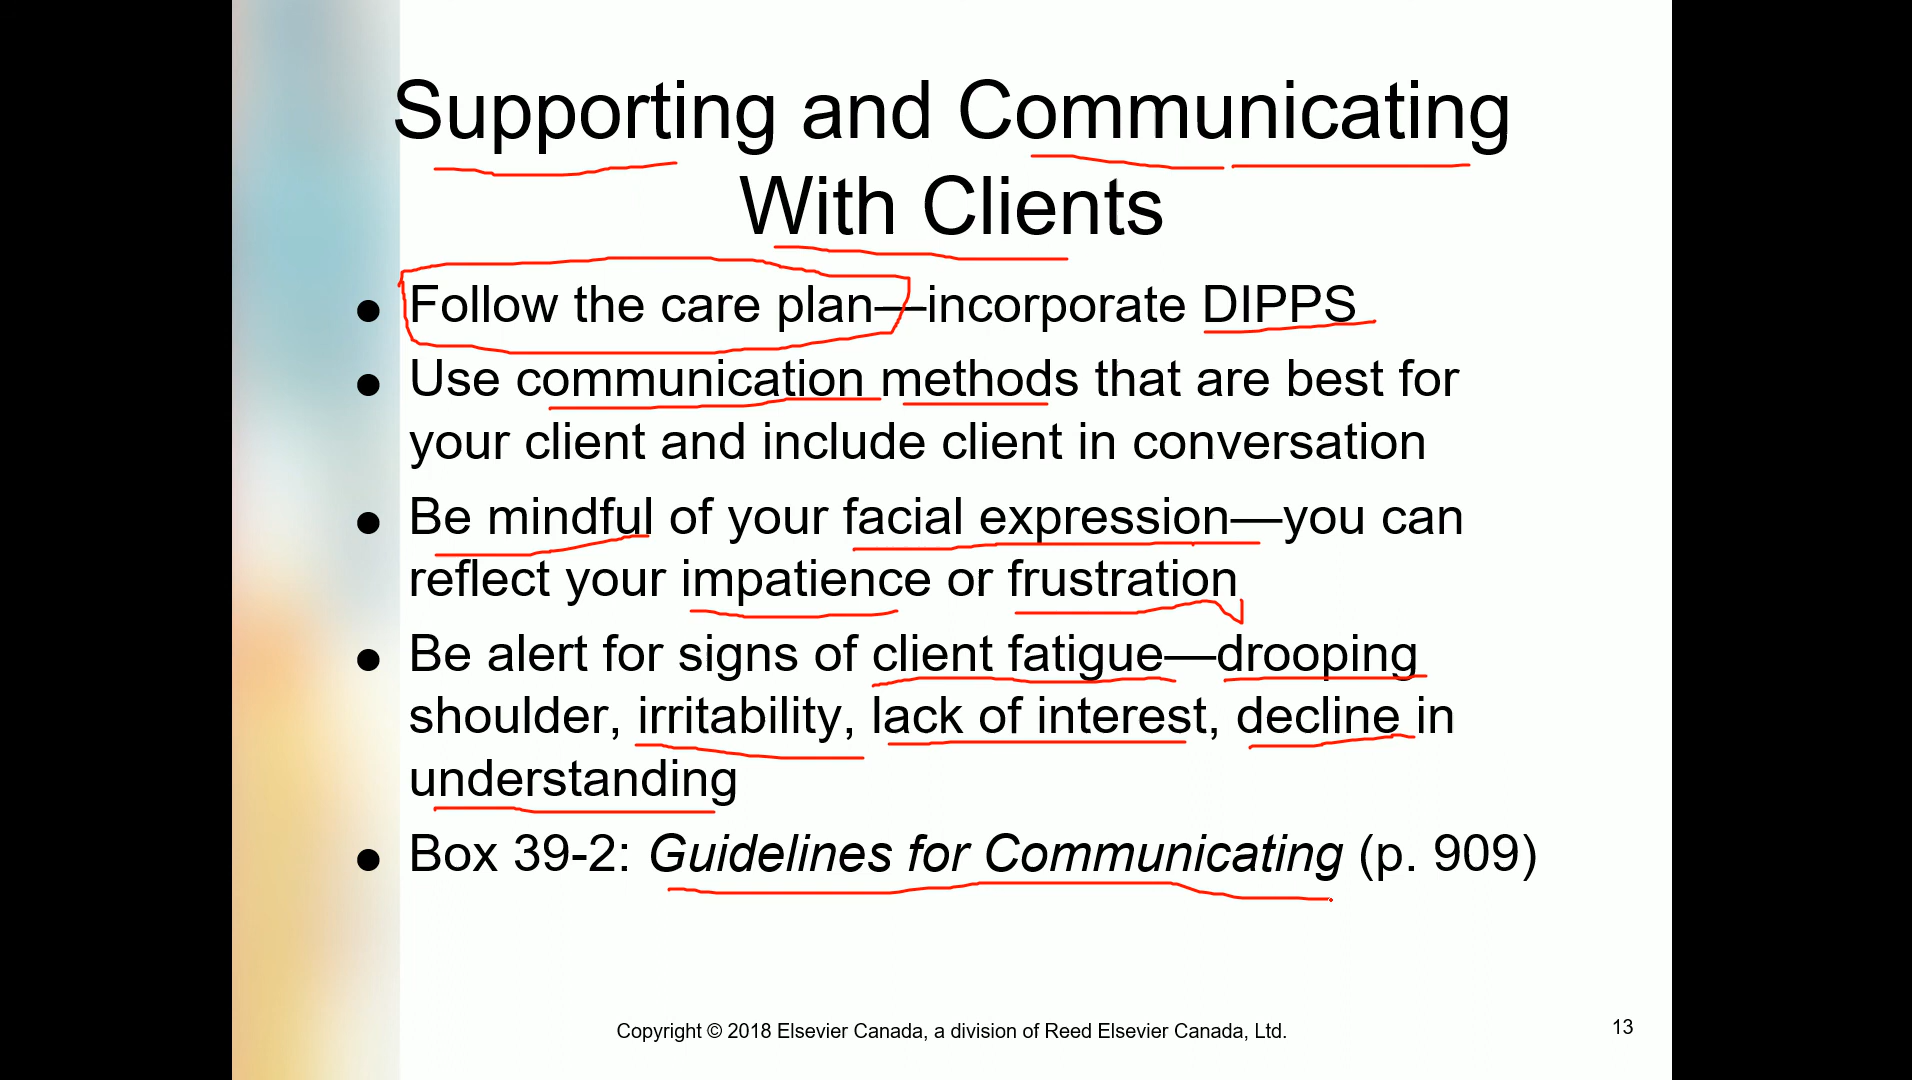 Supporting and Communicating
With Clients
● Follow the care plan—incorporate DIPPS
● Use communication methods that are best for
your client and include client in conversation
● Be mindful of your facial expression—you can
reflect your impatience or frustration
● Be alert for signs of client fatigue—drooping
shoulder, irritability, lack of interest, decline in
understanding
● Box 39-2: Guidelines for Communicating (p. 909)
Copyright © 2018 Elsevier Canada, a division of Reed Elsevier Canada, Ltd.
13